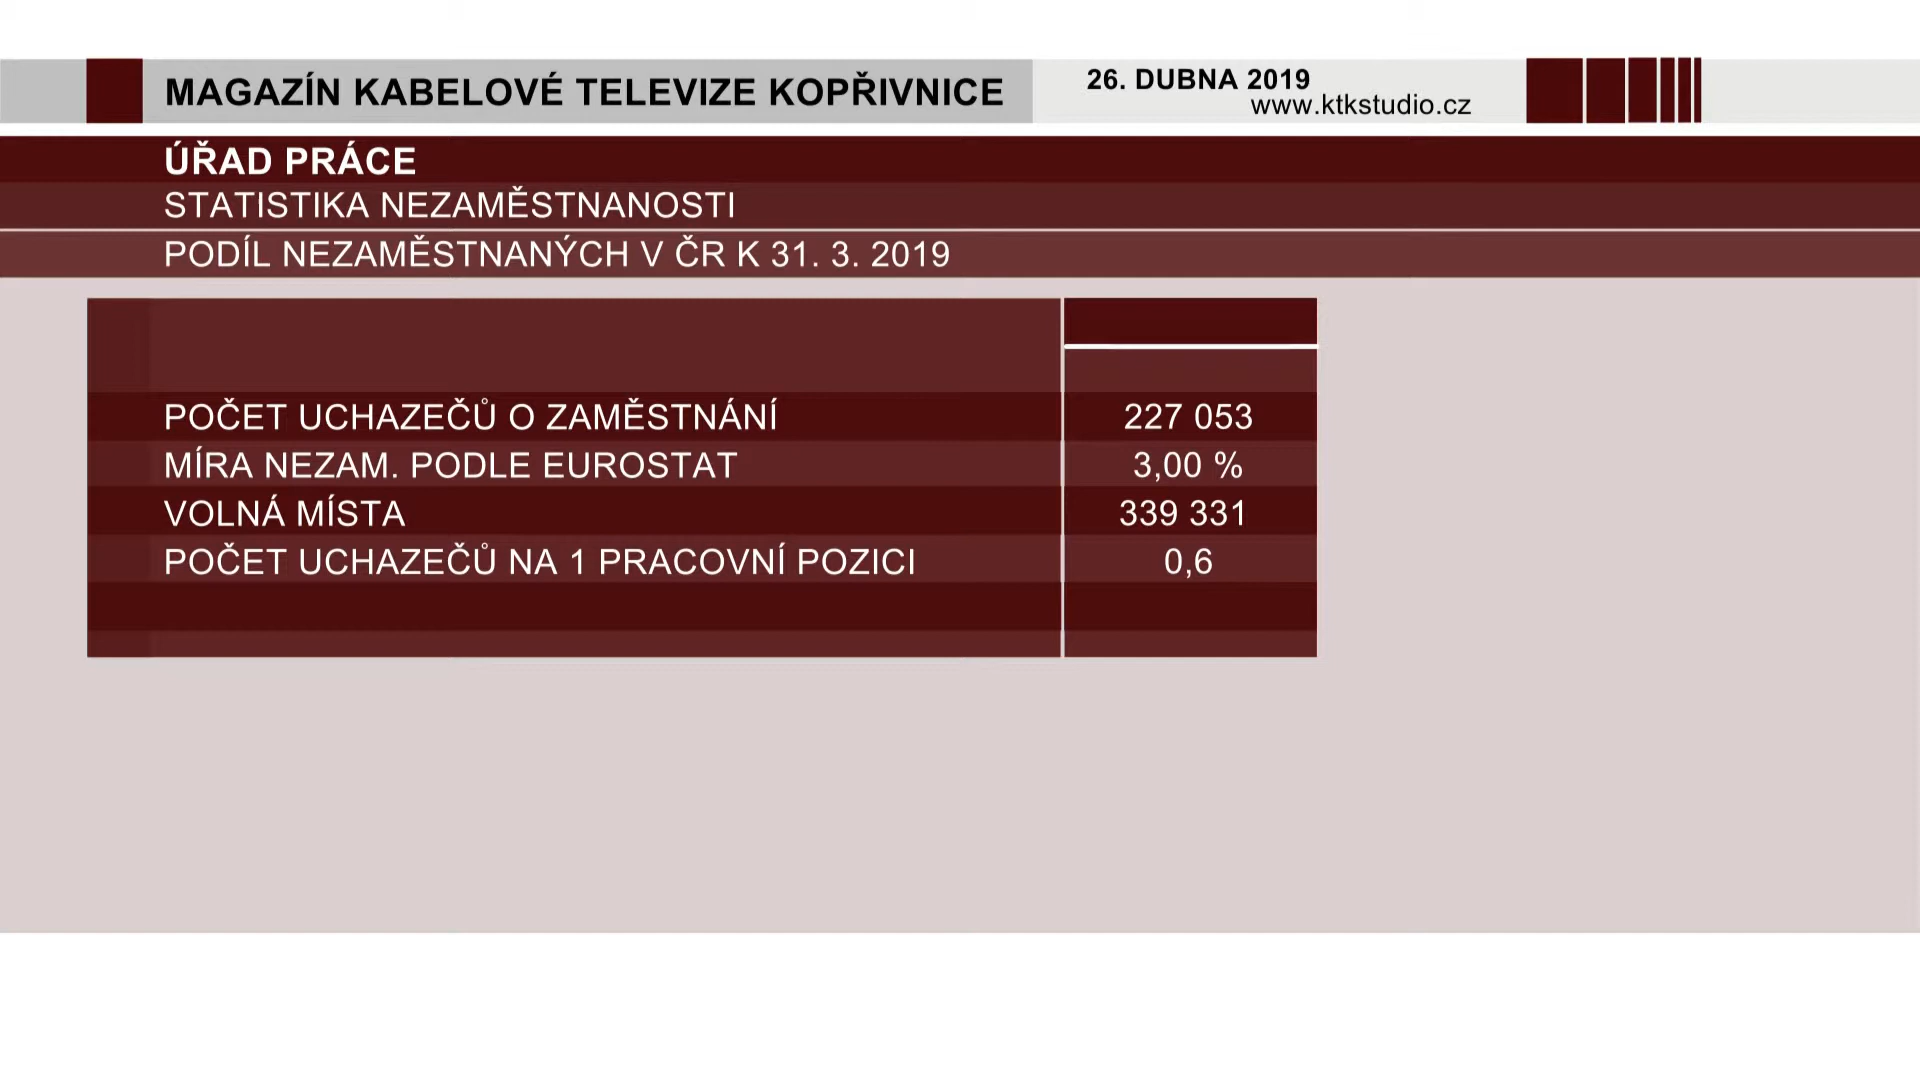 MAGAZÍN KABELOVÉ TELEVIZE KOPŘIVNICE
26. DUBNA 2019
www.ktkstudio.cz
ÚŘAD PRÁCE
STATISTIKA NEZAMĚSTNANOSTI
PODÍL NEZAMĚSTNANÝCH V ČR K 31. 3. 2019
POČET UCHAZEČŮ O ZAMĚSTNÁNÍ 227 053
MÍRA NEZAM. PODLE EUROSTAT 3,00 %
VOLNÁ MÍSTA 339 331
POČET UCHAZEČŮ NA 1 PRACOVNÍ POZICI 0,6